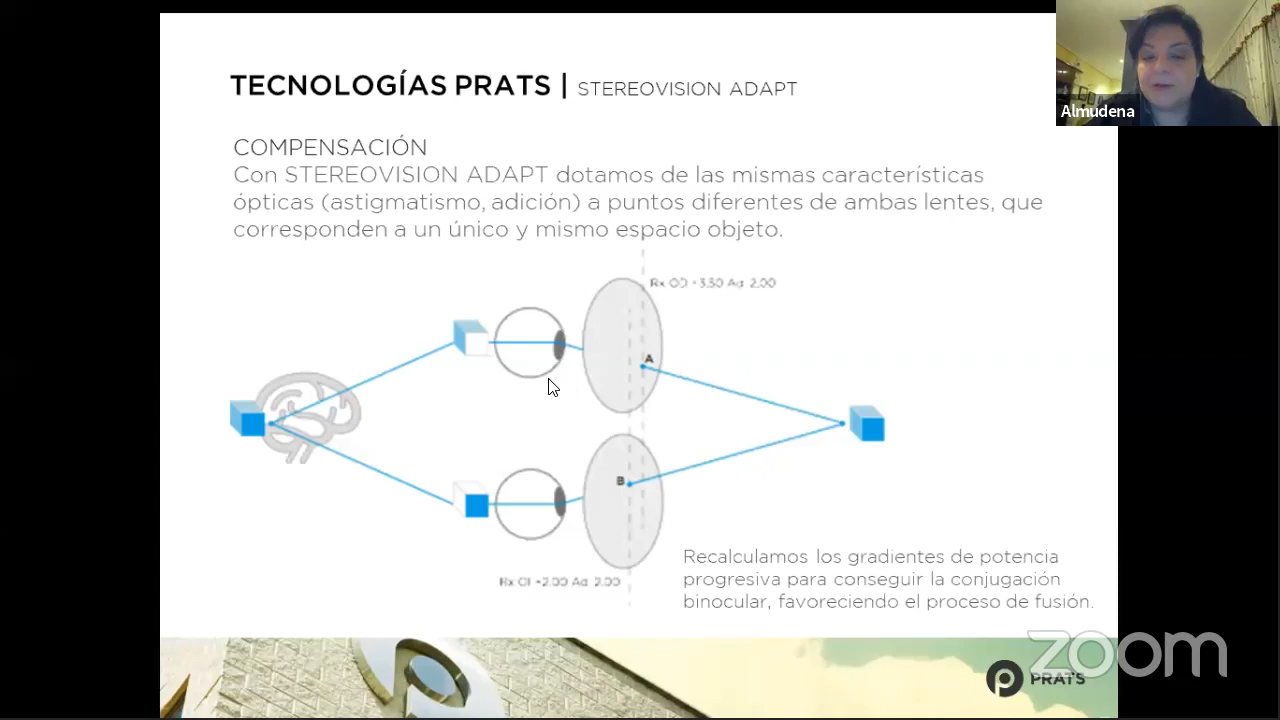 TECNOLOGÍAS PRATS | STEREOVISION ADAPT
Almudena
COMPENSACIÓN
Con STEREOVISION ADAPT dotamos de las mismas características
ópticas (astigmatismo, adición) a puntos diferentes de ambas lentes, que
corresponden a un único y mismo espacio objeto.
Rx OD +3.50 Ad 2.00
A
B
Rx OI +2.00 Ad 2.00
Recalculamos los gradientes de potencia
progresiva para conseguir la conjugación
binocular, favoreciendo el proceso de fusión.
zoom
PRATS